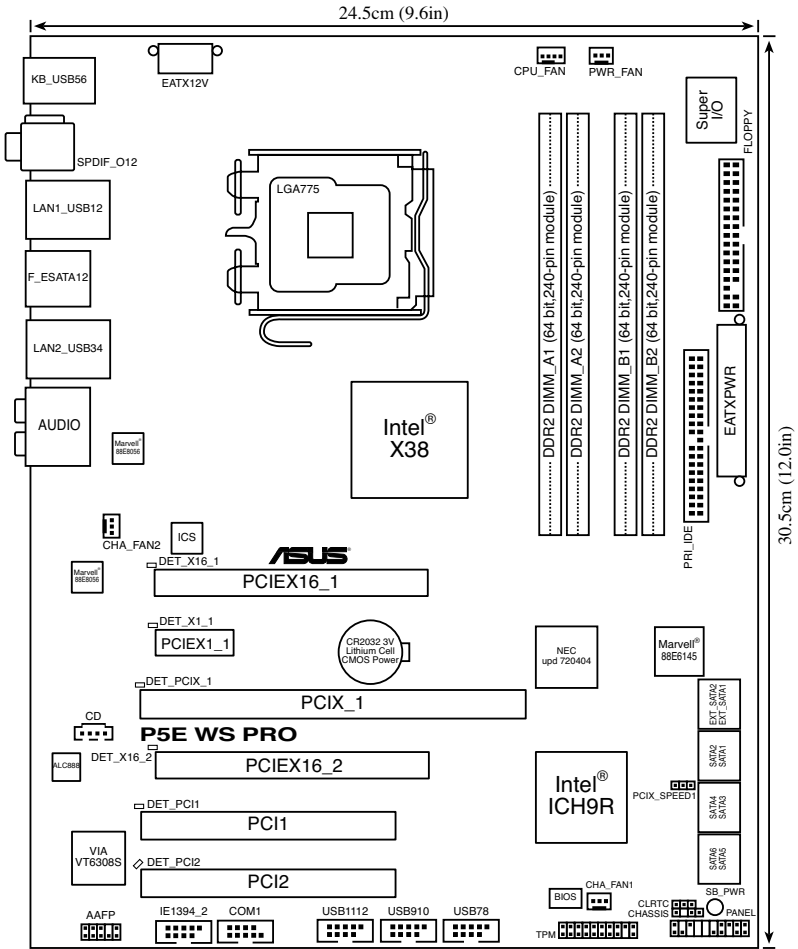 24.5cm (9.6in)
KB_USB56
EATX12V
CPU_FAN
PWR_FAN
Super
I/O
FLOPPY
SPDIF_O12
LGA775
LAN1_USB12
F_ESATA12
LAN2_USB34
AUDIO
DDR2 DIMM_A1 (64 bit,240-pin module)
DDR2 DIMM_A2 (64 bit,240-pin module)
DDR2 DIMM_B1 (64 bit,240-pin module)
DDR2 DIMM_B2 (64 bit,240-pin module)
EATXPWR
PRI_IDE
30.5cm (12.0in)
Intel®
X38
Marvell®
88E8056
CHA_FAN2
ICS
ASUS
Marvell®
88E8056
DET_X16_1
PCIEX16_1
DET_X1_1
PCIEX1_1
CR2032 3V
Lithium Cell
CMOS Power
NEC
upd 720404
Marvell®
88E6145
DET_PCIX_1
PCIX_1
EXT_SATA2
EXT_SATA1
CD
P5E WS PRO
SATA2
SATA1
ALC888
DET_X16_2
PCIEX16_2
Intel®
ICH9R
PCIX_SPEED1
SATA4
SATA3
DET_PCI1
PCI1
VIA
VT6308S
DET_PCI2
PCI2
SATA6
SATA5
BIOS
CHA_FAN1
SB_PWR
CLRTC
CHASSIS
PANEL
AAFP
IE1394_2
COM1
USB1112
USB910
USB78
TPM